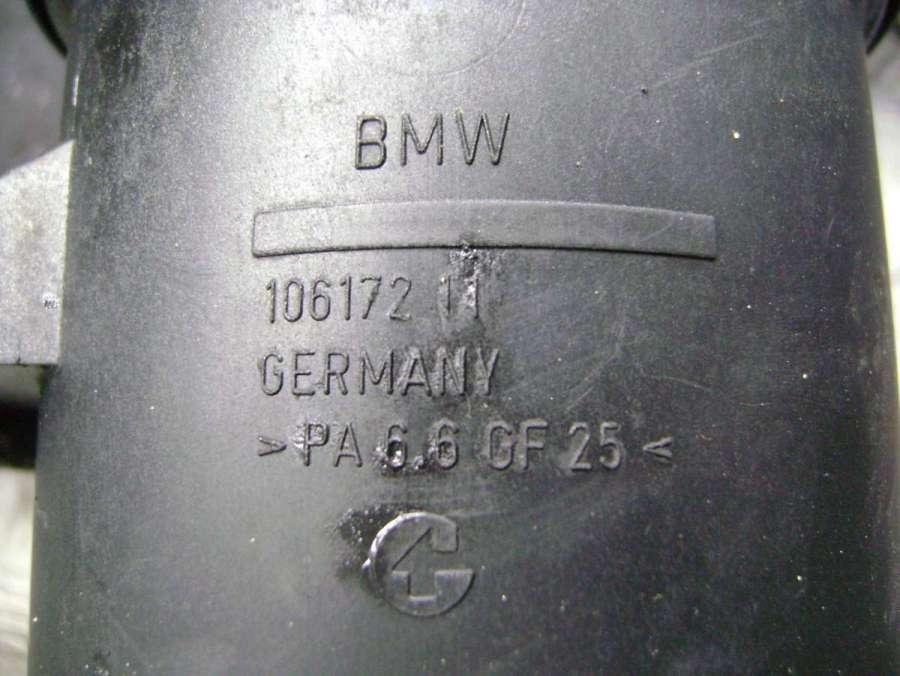 BMW
106172 11
GERMANY
> PA 6.6 GF 25 <